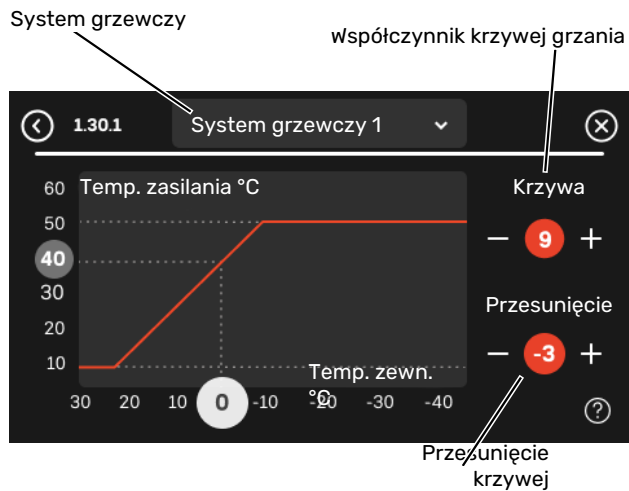 System grzewczy
Współczynnik krzywej grzania
1.30.1
System grzewczy 1
60
Temp. zasilania °C
Krzywa
50
40
9
30
Przesunięcie
20
10
-3
Temp. zewn.
°C
30 20 10 0 -10 -20 -30 -40
?
Przesunięcie
krzywej